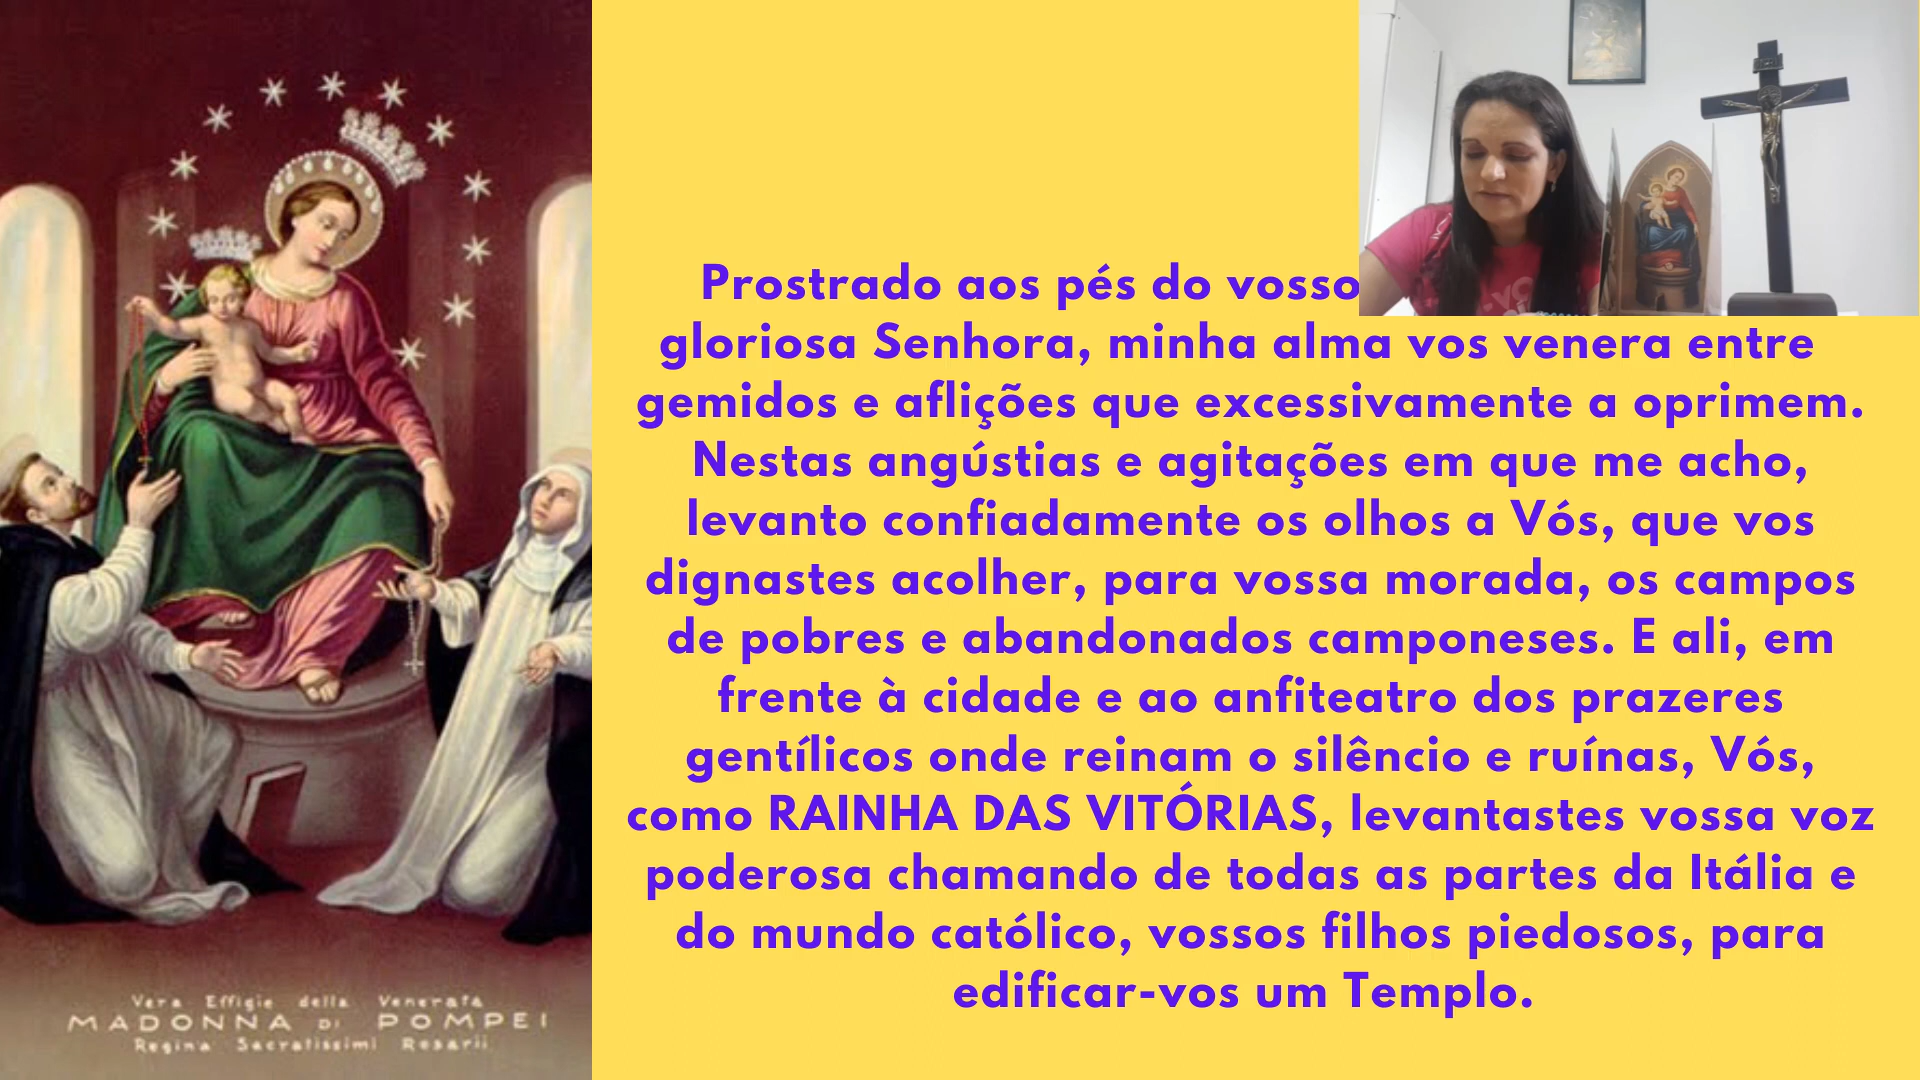 Prostrado aos pés do vosso
gloriosa Senhora, minha alma vos venera entre
gemidos e aflições que excessivamente a oprimem.
Nestas angústias e agitações em que me acho,
levanto confiadamente os olhos a Vós, que vos
dignastes acolher, para vossa morada, os campos
de pobres e abandonados camponeses. E ali, em
frente à cidade e ao anfiteatro dos prazeres
gentílicos onde reinam o silêncio e ruínas, Vós,
como RAINHA DAS VITÓRIAS, levantastes vossa voz
poderosa chamando de todas as partes da Itália e
do mundo católico, vossos filhos piedosos, para
edificar-vos um Templo.
Vera Effigie della Venerata
MADONNA DI POMPEI
Regina Sacratissimi Rosarii